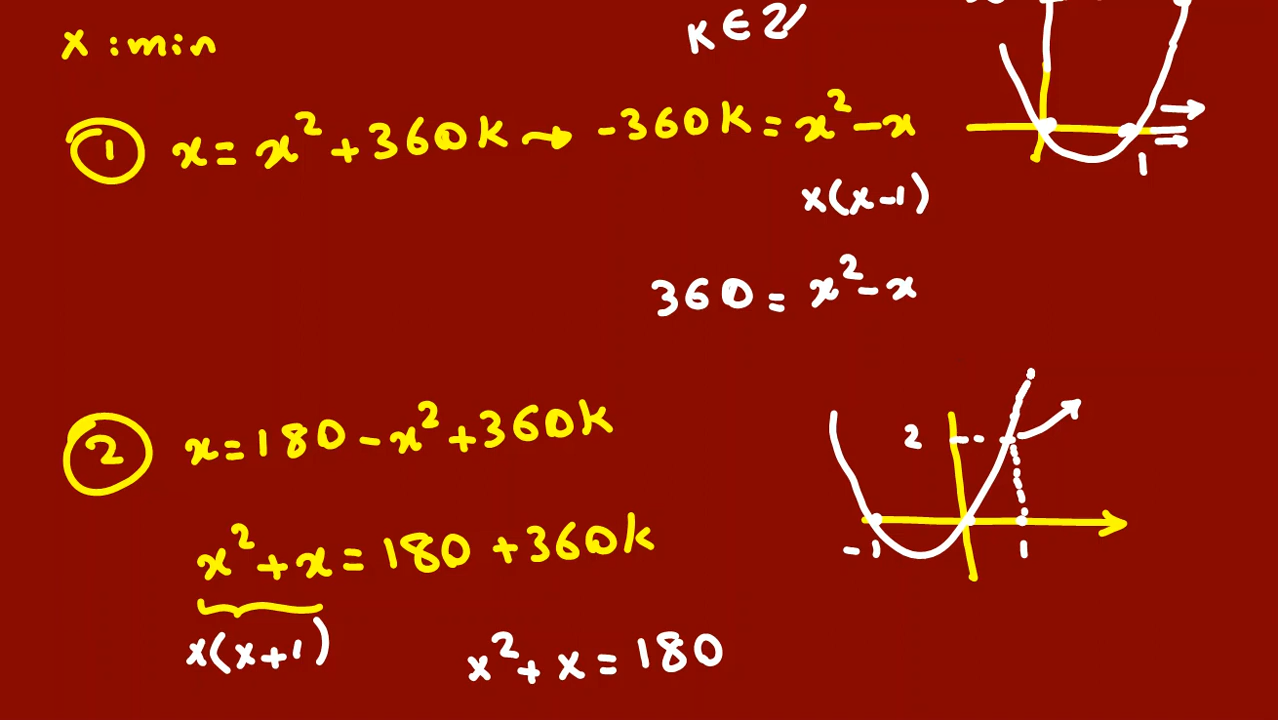 x : min
k ∈ ℤ
① x = x² + 360k → -360k = x² - x
1
x(x-1)
360 = x² - x
② x = 180 - x² + 360k
2
x² + x = 180 + 360k
-1 1
x(x+1)
x² + x = 180